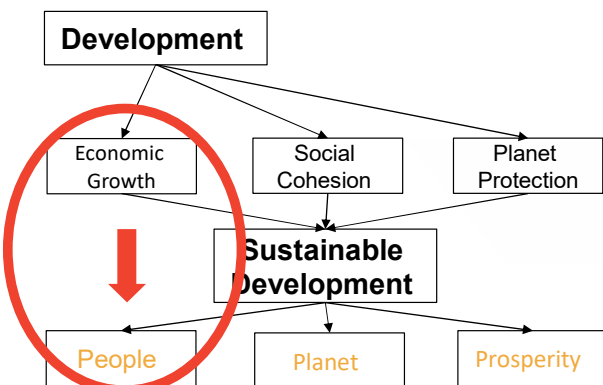 Development
Economic
Growth
Social
Cohesion
Planet
Protection
Sustainable
Development
People
Planet
Prosperity